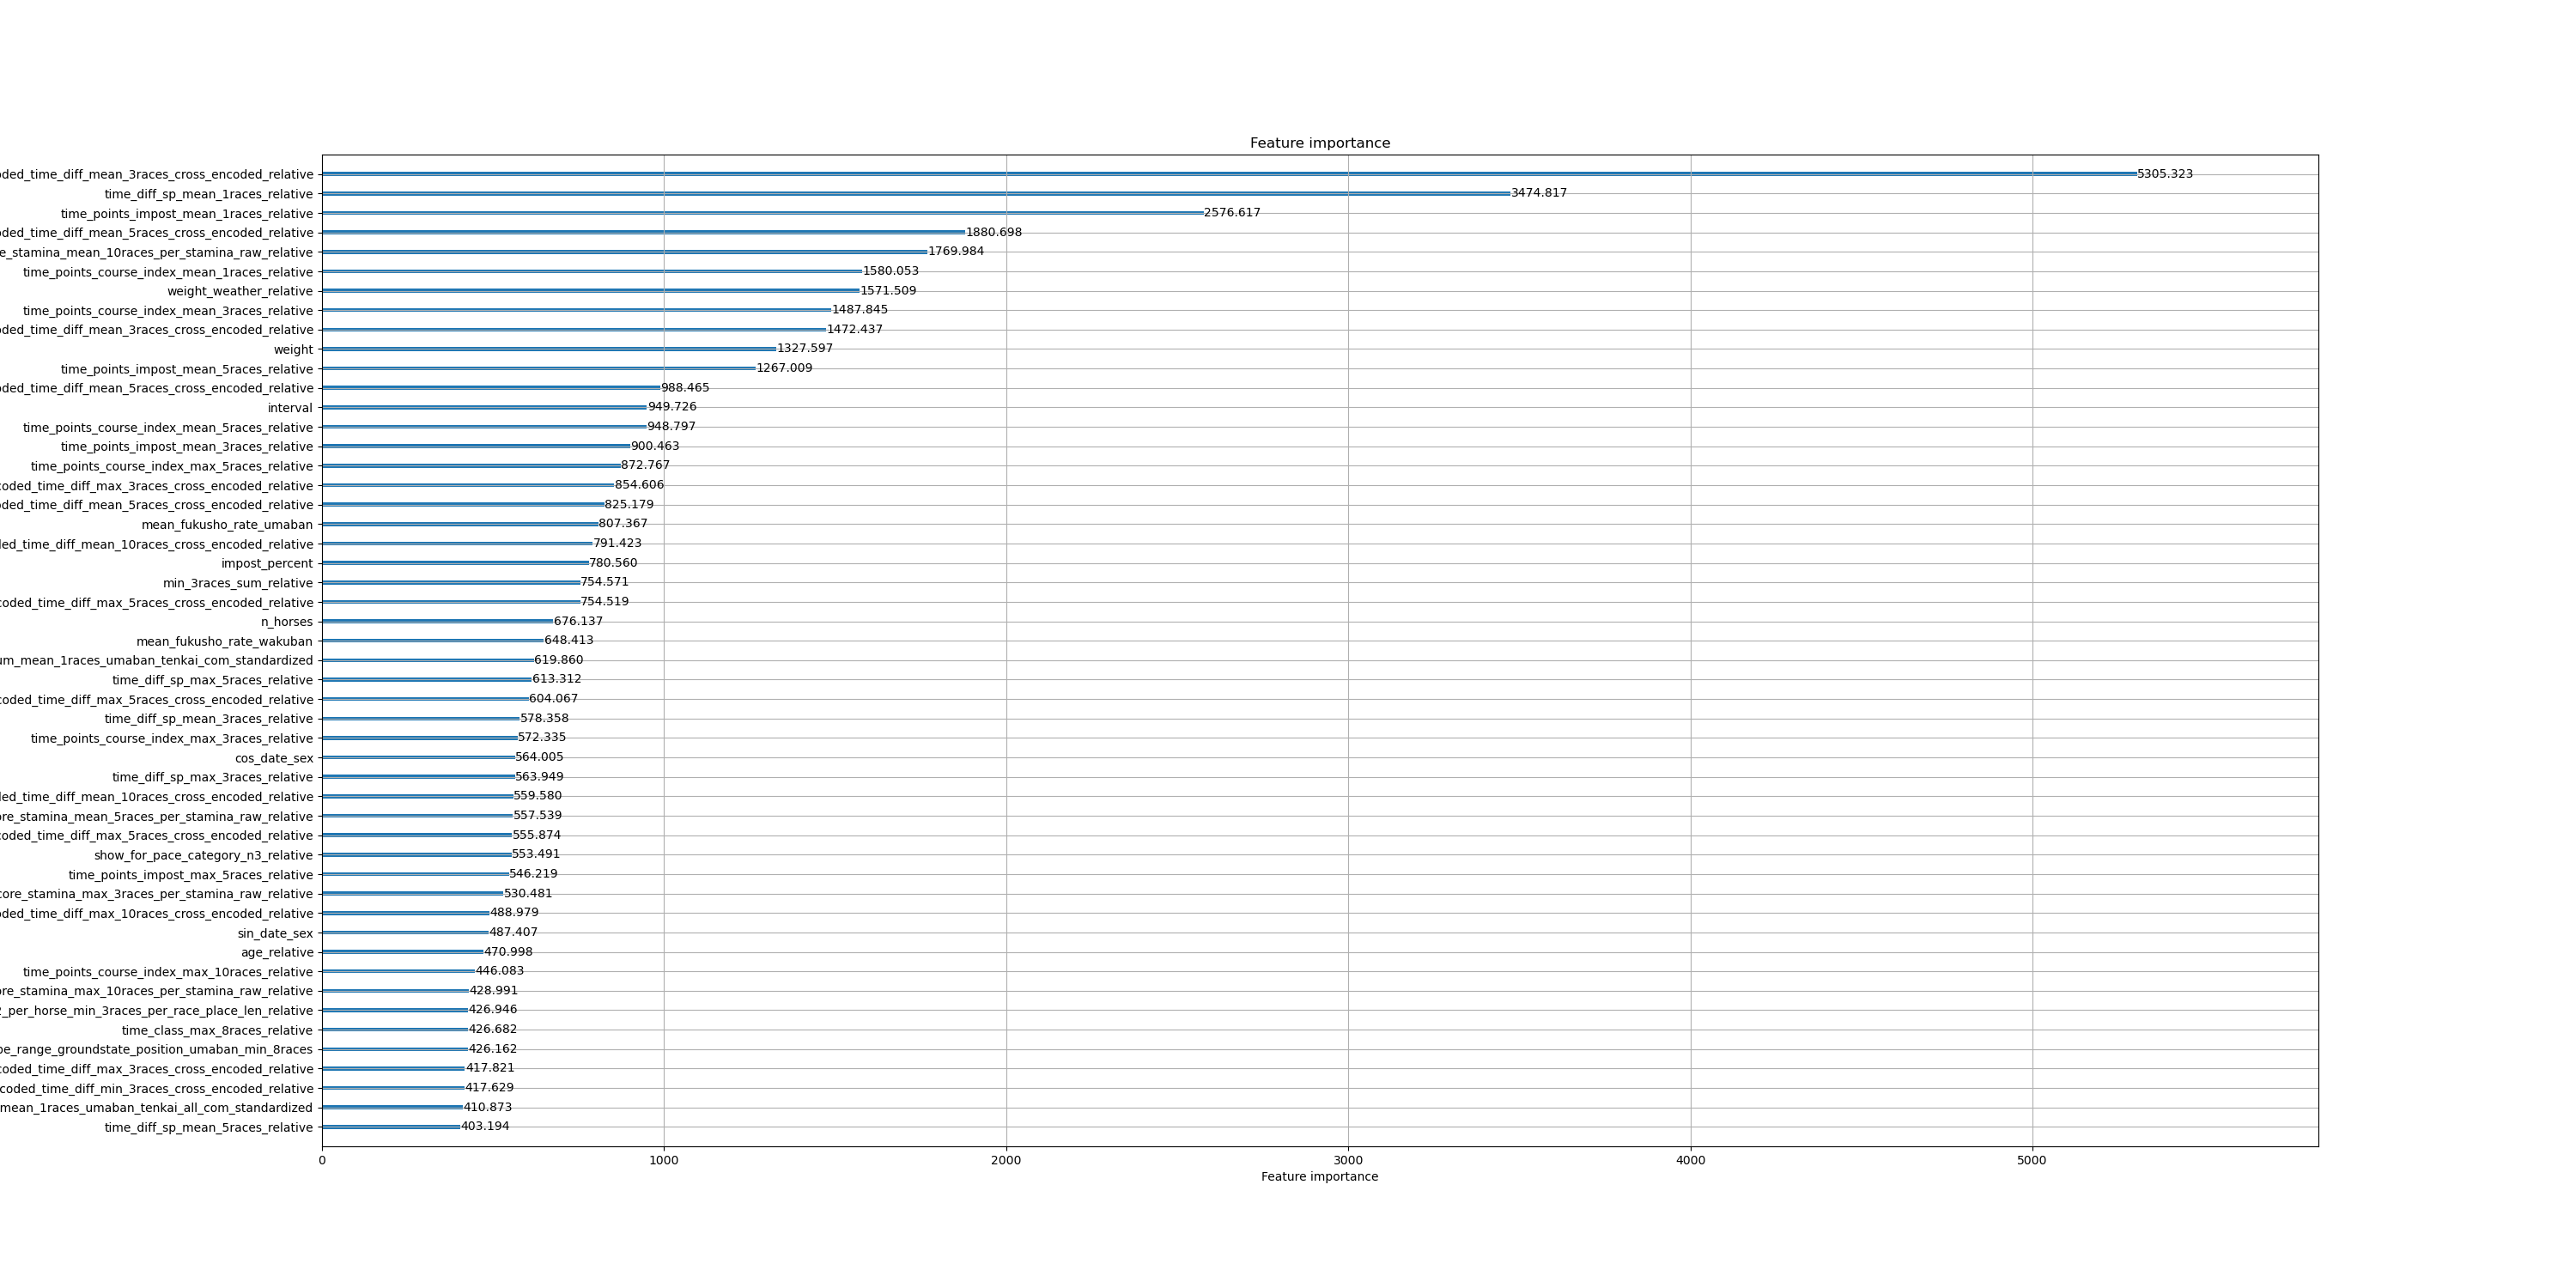 Feature importance
oded_time_diff_mean_3races_cross_encoded_relative 5305.323
time_diff_sp_mean_1races_relative 3474.817
time_points_impost_mean_1races_relative 2576.617
oded_time_diff_mean_5races_cross_encoded_relative 1880.698
e_stamina_mean_10races_per_stamina_raw_relative 1769.984
time_points_course_index_mean_1races_relative 1580.053
weight_weather_relative 1571.509
time_points_course_index_mean_3races_relative 1487.845
oded_time_diff_mean_3races_cross_encoded_relative 1472.437
weight 1327.597
time_points_impost_mean_5races_relative 1267.009
oded_time_diff_mean_5races_cross_encoded_relative 988.465
interval 949.726
time_points_course_index_mean_5races_relative 948.797
time_points_impost_mean_3races_relative 900.463
time_points_course_index_max_5races_relative 872.767
coded_time_diff_max_3races_cross_encoded_relative 854.606
oded_time_diff_mean_5races_cross_encoded_relative 825.179
mean_fukusho_rate_umaban 807.367
led_time_diff_mean_10races_cross_encoded_relative 791.423
impost_percent 780.560
min_3races_sum_relative 754.571
coded_time_diff_max_5races_cross_encoded_relative 754.519
n_horses 676.137
mean_fukusho_rate_wakuban 648.413
um_mean_1races_umaban_tenkai_com_standardized 619.860
time_diff_sp_max_5races_relative 613.312
coded_time_diff_max_5races_cross_encoded_relative 604.067
time_diff_sp_mean_3races_relative 578.358
time_points_course_index_max_3races_relative 572.335
cos_date_sex 564.005
time_diff_sp_max_3races_relative 563.949
led_time_diff_mean_10races_cross_encoded_relative 559.580
ore_stamina_mean_5races_per_stamina_raw_relative 557.539
coded_time_diff_max_5races_cross_encoded_relative 555.874
show_for_pace_category_n3_relative 553.491
time_points_impost_max_5races_relative 546.219
core_stamina_max_3races_per_stamina_raw_relative 530.481
oded_time_diff_max_10races_cross_encoded_relative 488.979
sin_date_sex 487.407
age_relative 470.998
time_points_course_index_max_10races_relative 446.083
ore_stamina_max_10races_per_stamina_raw_relative 428.991
_per_horse_min_3races_per_race_place_len_relative 426.946
time_class_max_8races_relative 426.682
pe_range_groundstate_position_umaban_min_8races 426.162
coded_time_diff_max_3races_cross_encoded_relative 417.821
coded_time_diff_min_3races_cross_encoded_relative 417.629
mean_1races_umaban_tenkai_all_com_standardized 410.873
time_diff_sp_mean_5races_relative 403.194
0 1000 2000 3000 4000 5000
Feature importance